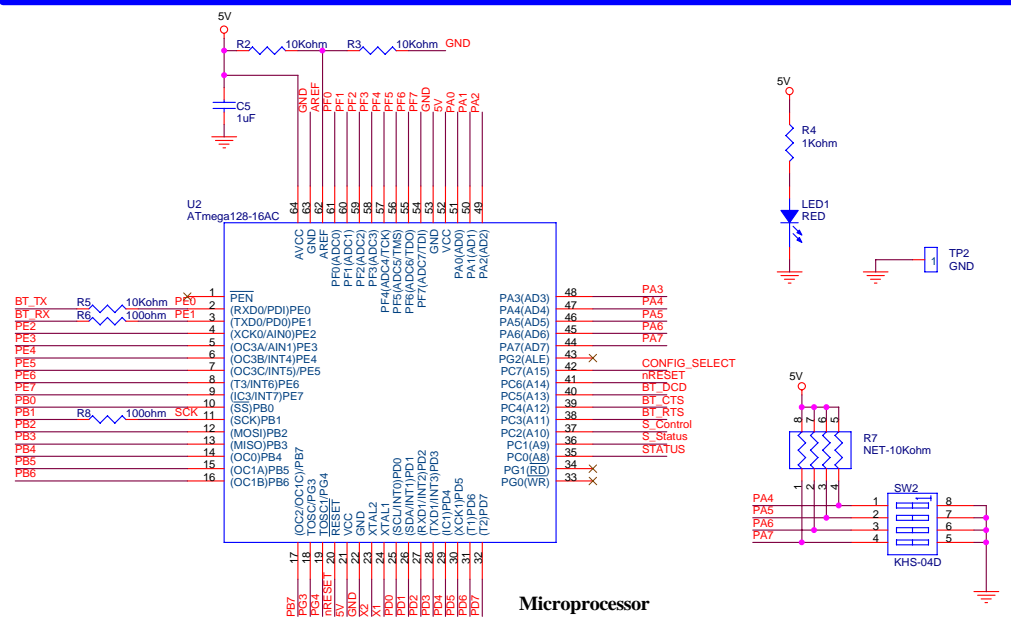 5V
R2 10Kohm R3 10Kohm GND
C5
1uF
GND
AREF
PF0
PF1
PF2
PF3
PF4
PF5
PF6
PF7
GND
5V
PA0
PA1
PA2
5V
R4
1Kohm
LED1
RED
1
TP2
GND
U2
ATmega128-16AC
64
63
62
61
60
59
58
57
56
55
54
53
52
51
50
49
AVCC
GND
AREF
PF0(ADC0)
PF1(ADC1)
PF2(ADC2)
PF3(ADC3)
PF4(ADC4/TCK)
PF5(ADC5/TMS)
PF6(ADC6/TDO)
PF7(ADC7/TDI)
GND
VCC
PA0(AD0)
PA1(AD1)
PA2(AD2)
1 PEN
BT_TX R5 10Kohm PE0 2 (RXD0/PDI)PE0
BT_RX R6 100ohm PE1 3 (TXD0/PD0)PE1
PE2 4 (XCK0/AIN0)PE2
PE3 5 (OC3A/AIN1)PE3
PE4 6 (OC3B/INT4)PE4
PE5 7 (OC3C/INT5)/PE5
PE6 8 (T3/INT6)PE6
PE7 9 (IC3/INT7)PE7
PB0 10 (SS)PB0
PB1 R8 100ohm SCK 11 (SCK)PB1
PB2 12 (MOSI)PB2
PB3 13 (MISO)PB3
PB4 14 (OC0)PB4
PB5 15 (OC1A)PB5
PB6 16 (OC1B)PB6
PA3(AD3) 48 PA3
PA4(AD4) 47 PA4
PA5(AD5) 46 PA5
PA6(AD6) 45 PA6
PA7(AD7) 44 PA7
PG2(ALE) 43
PC7(A15) 42 CONFIG_SELECT
PC6(A14) 41 nRESET
PC5(A13) 40 BT_DCD
PC4(A12) 39 BT_CTS
PC3(A11) 38 BT_RTS
PC2(A10) 37 S_Control
PC1(A9) 36 S_Status
PC0(A8) 35 STATUS
PG1(RD) 34
PG0(WR) 33
(OC2/OC1C)/PB7
TOSC/PG3
TOSC1/PG4
RESET
VCC
GND
XTAL2
XTAL1
(SCL/INT0)PD0
(SDA/INT1)PD1
(RXD1/INT2)PD2
(TXD1/INT3)PD3
(IC1)PD4
(XCK1)PD5
(T1)PD6
(T2)PD7
17
18
19
20
21
22
23
24
25
26
27
28
29
30
31
32
PB7
PG3
PG4
nRESET
5V
GND
X2
X1
PD0
PD1
PD2
PD3
PD4
PD5
PD6
PD7
5V
8
7
6
5
R7
NET-10Kohm
1
2
3
4
SW2
PA4 1 8
PA5 2 7
PA6 3 6
PA7 4 5
KHS-04D
Microprocessor